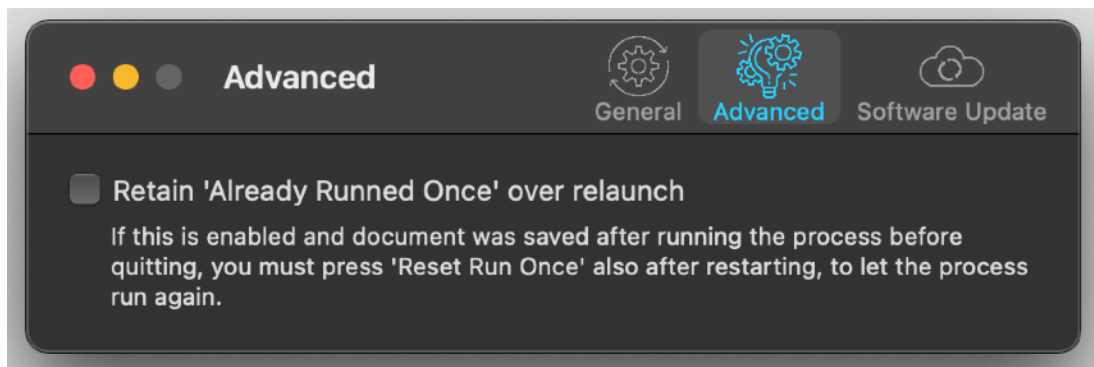 Advanced
General
Advanced
Software Update
Retain 'Already Runned Once' over relaunch
If this is enabled and document was saved after running the process before
quitting, you must press 'Reset Run Once' also after restarting, to let the process
run again.